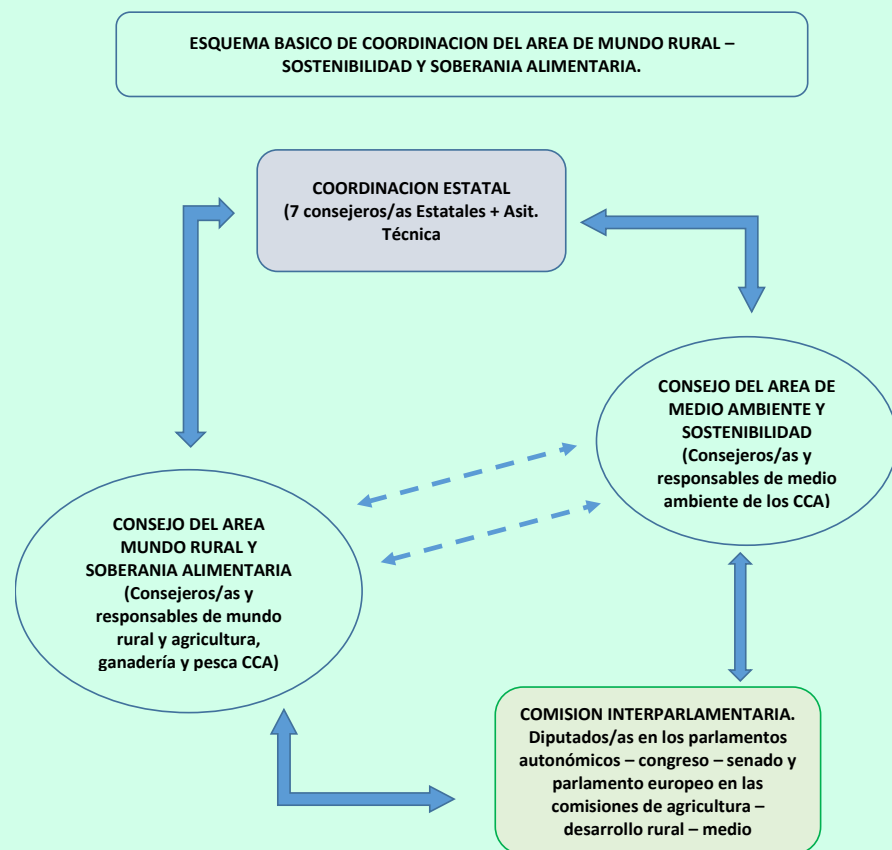 ESQUEMA BASICO DE COORDINACION DEL AREA DE MUNDO RURAL –
SOSTENIBILIDAD Y SOBERANIA ALIMENTARIA.
COORDINACION ESTATAL
(7 consejeros/as Estatales + Asit.
Técnica
CONSEJO DEL AREA DE
MEDIO AMBIENTE Y
SOSTENIBILIDAD
(Consejeros/as y
responsables de medio
ambiente de los CCA)
CONSEJO DEL AREA
MUNDO RURAL Y
SOBERANIA ALIMENTARIA
(Consejeros/as y
responsables de mundo
rural y agricultura,
ganadería y pesca CCA)
COMISION INTERPARLAMENTARIA.
Diputados/as en los parlamentos
autonómicos – congreso – senado y
parlamento europeo en las
comisiones de agricultura –
desarrollo rural – medio